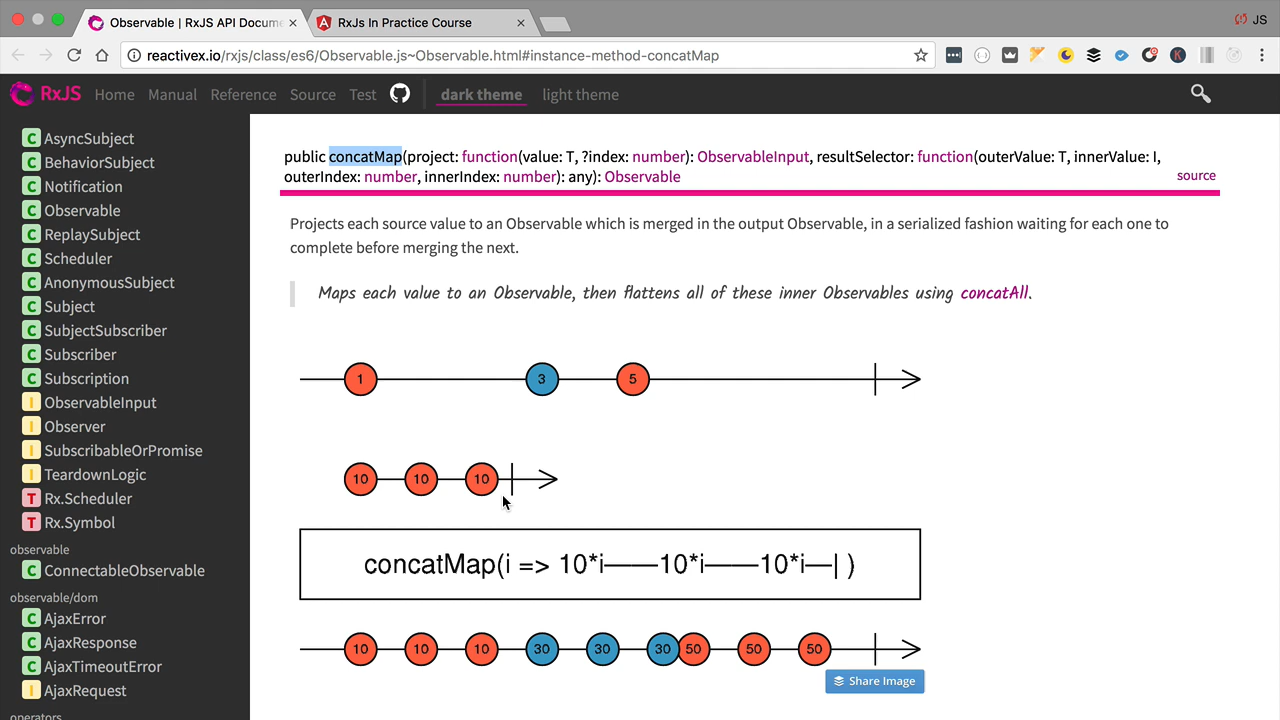 Observable | RxJS API Docume
RxJs In Practice Course
JS
reactivex.io/rxjs/class/es6/Observable.js~Observable.html#instance-method-concatMap
RxJS Home Manual Reference Source Test dark theme light theme
C AsyncSubject
C BehaviorSubject
C Notification
C Observable
C ReplaySubject
C Scheduler
C AnonymousSubject
C Subject
C SubjectSubscriber
C Subscriber
C Subscription
I ObservableInput
I Observer
I SubscribableOrPromise
I TeardownLogic
T Rx.Scheduler
T Rx.Symbol
observable
C ConnectableObservable
observable/dom
C AjaxError
C AjaxResponse
C AjaxTimeoutError
I AjaxRequest
operators
public concatMap(project: function(value: T, ?index: number): ObservableInput, resultSelector: function(outerValue: T, innerValue: I,
outerIndex: number, innerIndex: number): any): Observable
source
Projects each source value to an Observable which is merged in the output Observable, in a serialized fashion waiting for each one to
complete before merging the next.
Maps each value to an Observable, then flattens all of these inner Observables using concatAll.
1 3 5
10 10 10
concatMap(i => 10*i——10*i——10*i—| )
10 10 10 30 30 30 50 50 50
Share Image